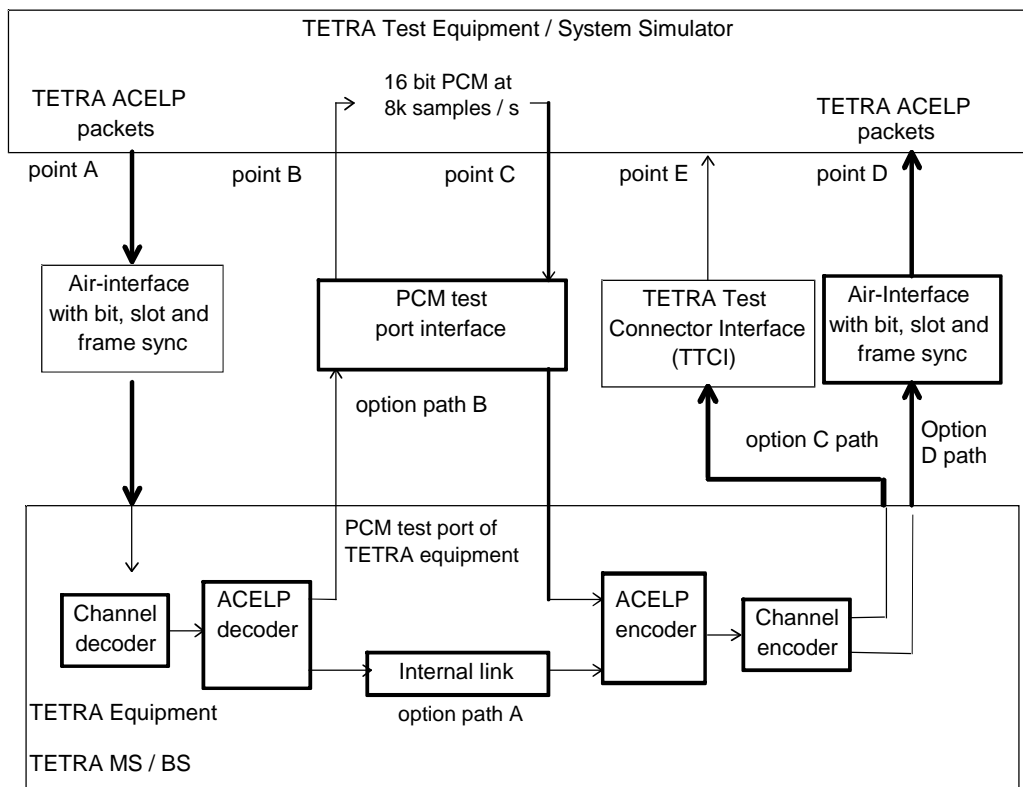 TETRA Test Equipment / System Simulator
16 bit PCM at
8k samples / s
TETRA ACELP
packets
TETRA ACELP
packets
point A
point B
point C
point E
point D
Air-interface
with bit, slot and
frame sync
PCM test
port interface
TETRA Test
Connector Interface
(TTCI)
Air-Interface
with bit, slot and
frame sync
option path B
option C path
Option
D path
PCM test port of
TETRA equipment
Channel
decoder
ACELP
decoder
Internal link
option path A
ACELP
encoder
Channel
encoder
TETRA Equipment
TETRA MS / BS